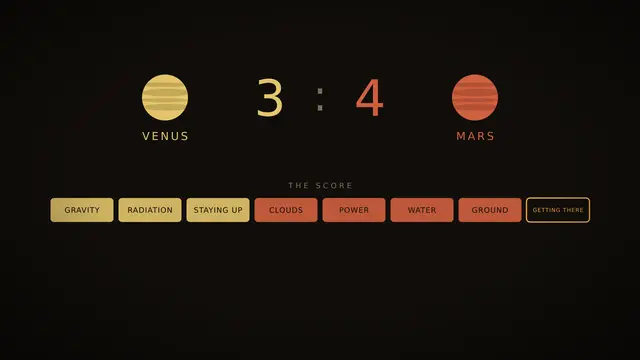 3 : 4
VENUS MARS
THE SCORE
GRAVITY RADIATION STAYING UP CLOUDS POWER WATER GROUND GETTING THERE